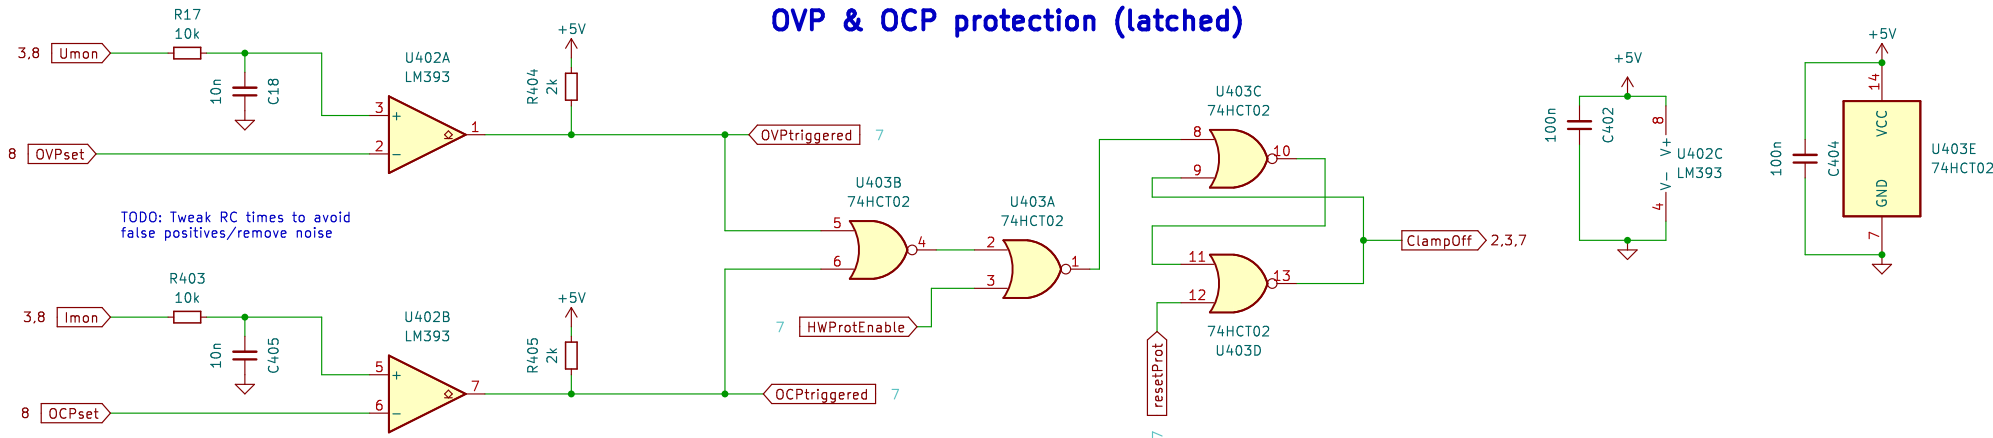 OVP & OCP protection (latched)
R17
10k
3,8
Umon
10n
C18
8
OVPset
U402A
LM393
3
+
2
-
1
+5V
R404
2k
OVPtriggered
7
TODO: Tweak RC times to avoid
false positives/remove noise
R403
10k
3,8
Imon
10n
C405
8
OCPset
U402B
LM393
5
+
6
-
7
+5V
R405
2k
OCPtriggered
7
U403B
74HCT02
5
6
4
U403A
74HCT02
2
3
1
7
HWProtEnable
U403C
74HCT02
8
9
10
11
12
13
74HCT02
U403D
resetProt
7
ClampOff
2,3,7
+5V
100n
C402
8
V+
V-
4
U402C
LM393
+5V
14
VCC
100n
C404
GND
7
U403E
74HCT02